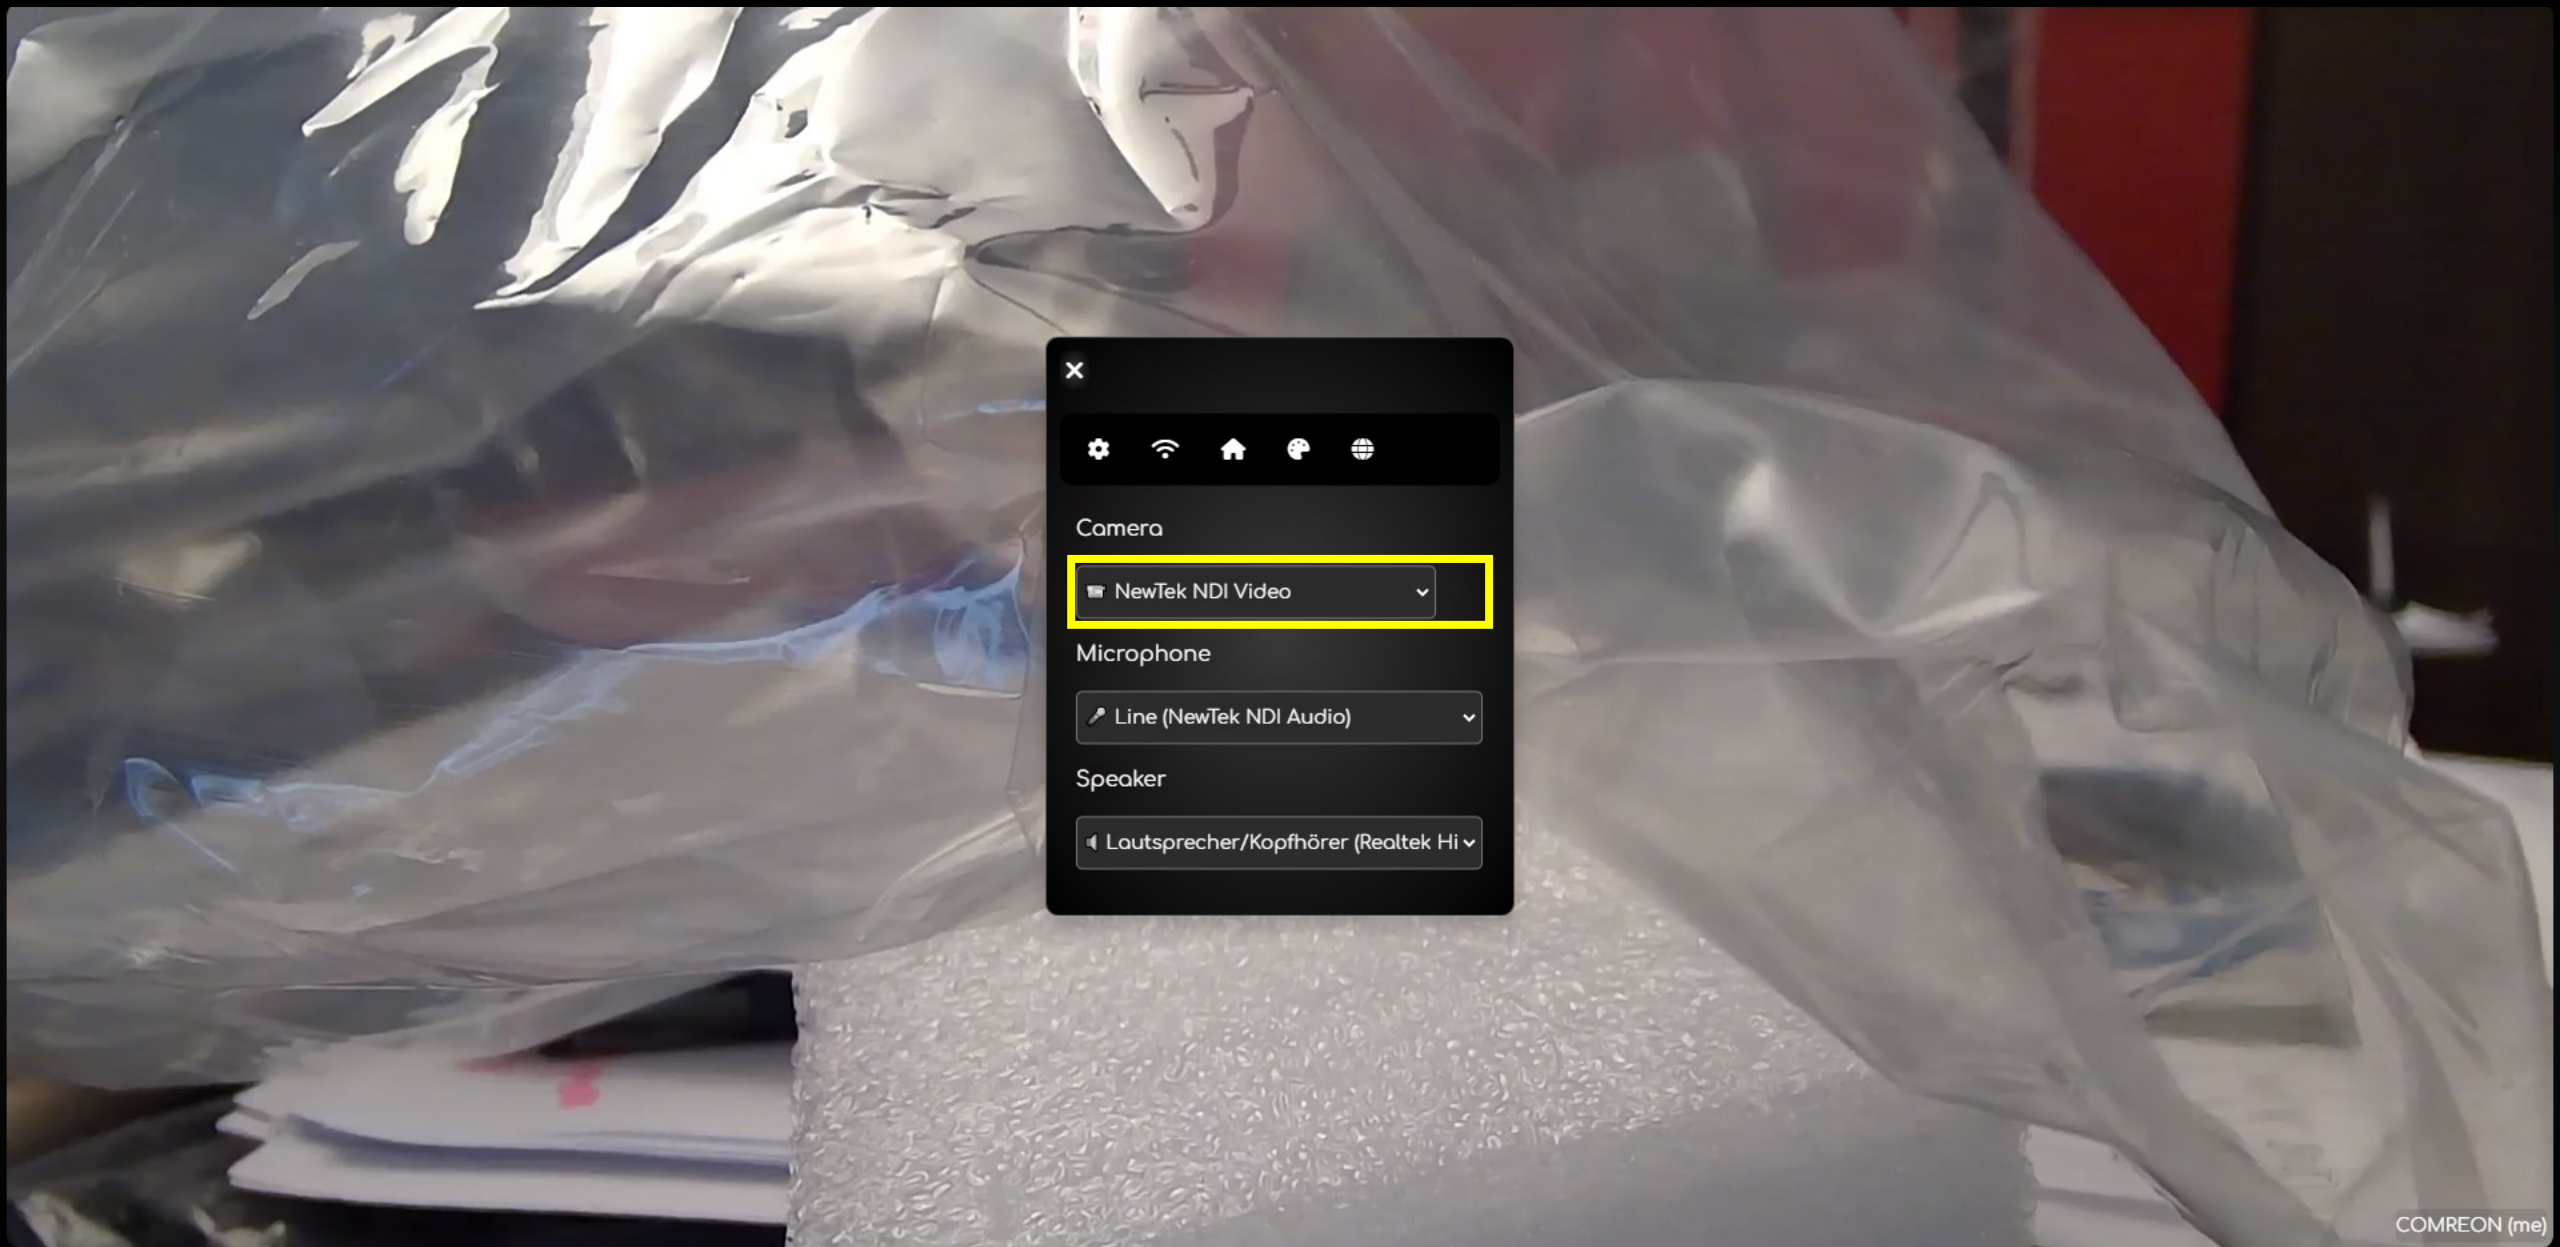 Camera
NewTek NDI Video
Microphone
Line (NewTek NDI Audio)
Speaker
Lautsprecher/Kopfhörer (Realtek Hi
COMREON (me)